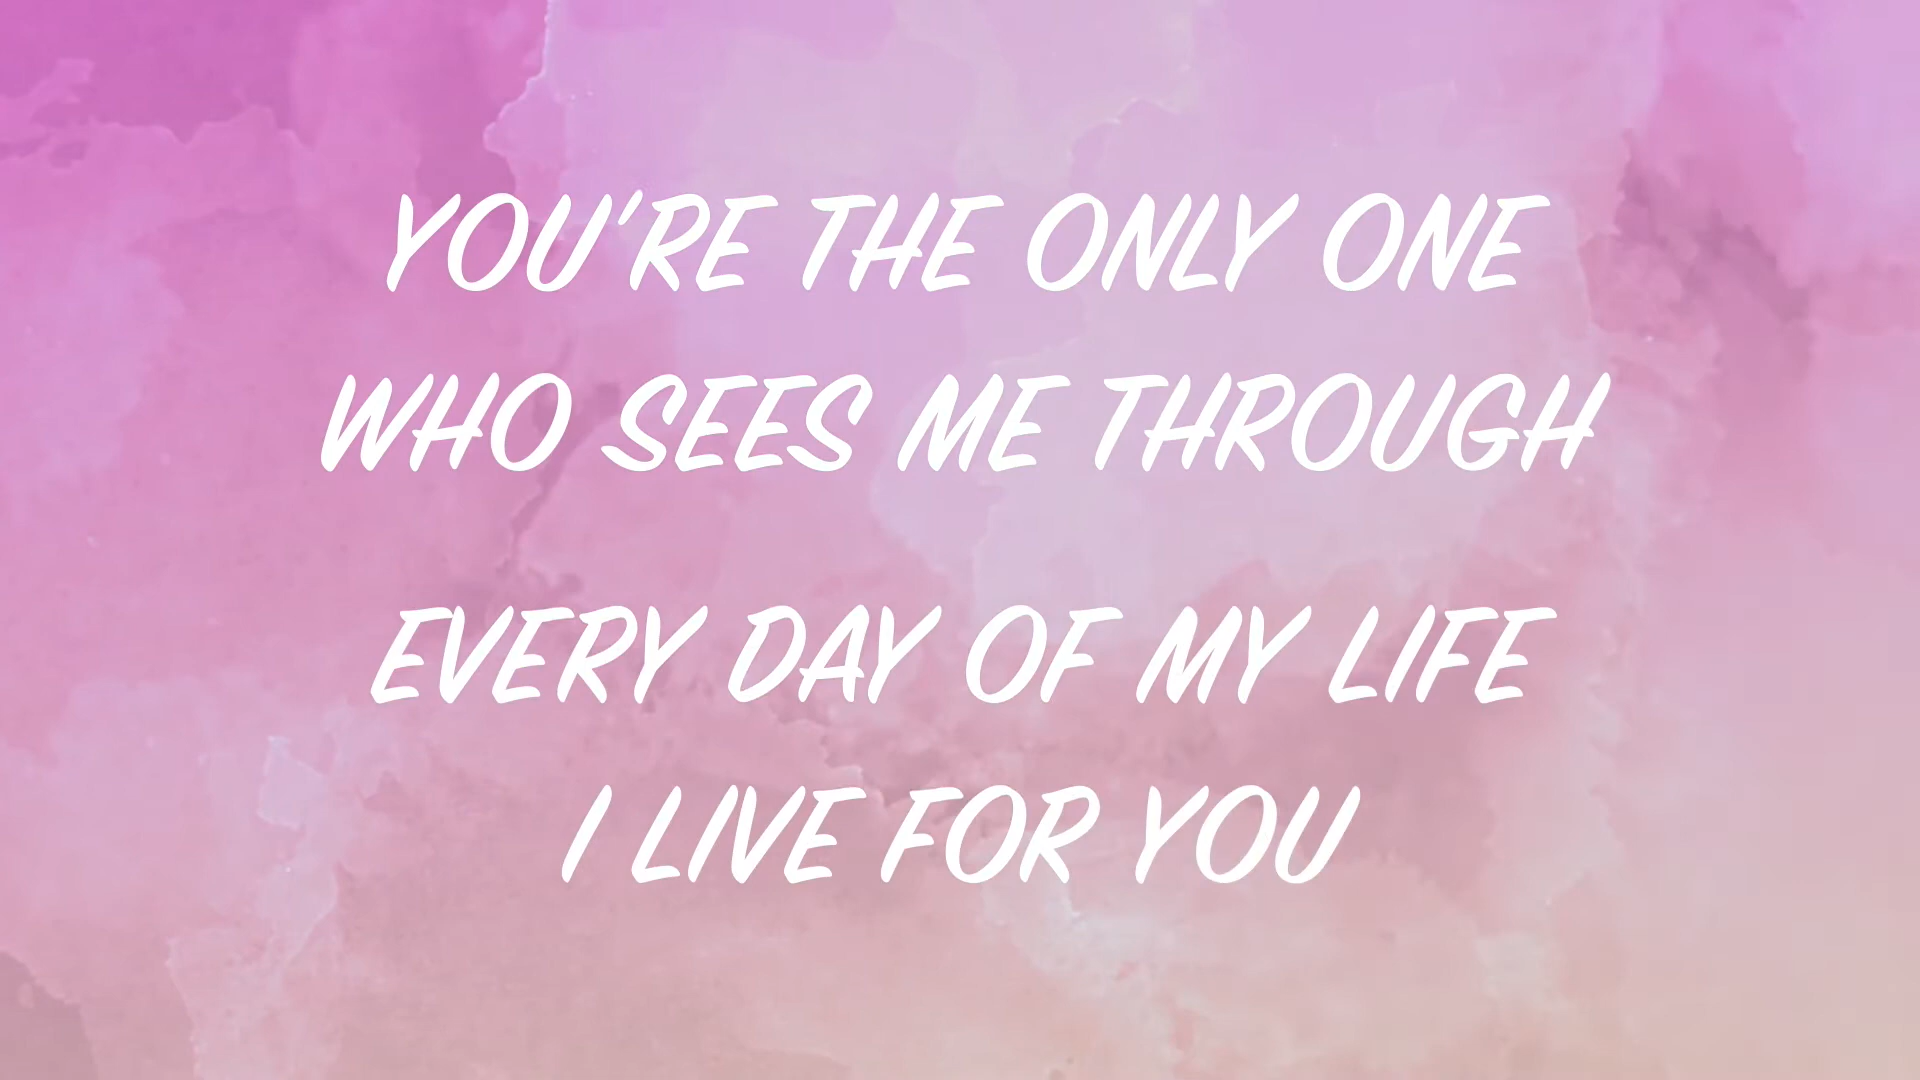 YOU'RE THE ONLY ONE
WHO SEES ME THROUGH
EVERY DAY OF MY LIFE
I LIVE FOR YOU